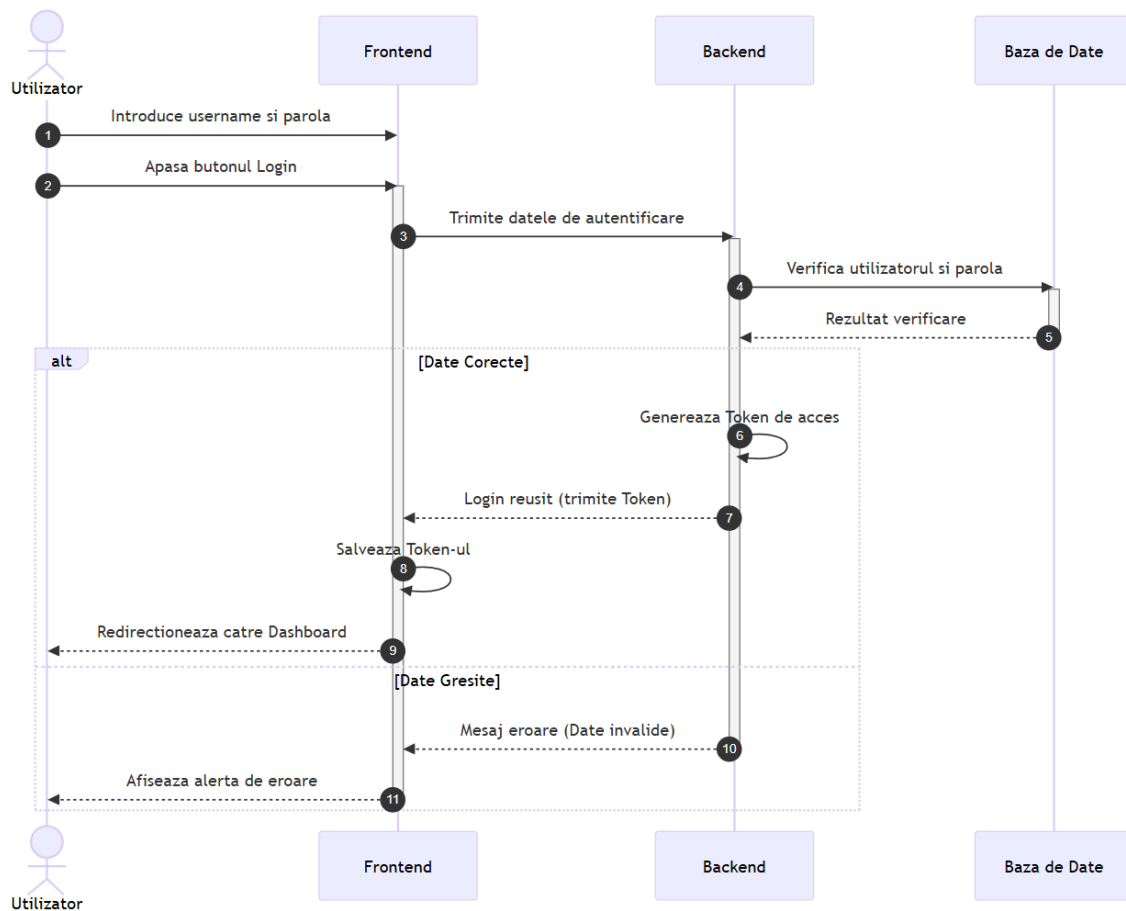 Utilizator
Frontend
Backend
Baza de Date
Introduce username si parola
1
Apasa butonul Login
2
Trimite datele de autentificare
3
Verifica utilizatorul si parola
4
Rezultat verificare
5
alt
[Date Corecte]
Genereaza Token de acces
6
Login reusit (trimite Token)
7
Salveaza Token-ul
8
Redirectioneaza catre Dashboard
9
[Date Gresite]
Mesaj eroare (Date invalide)
10
Afiseaza alerta de eroare
11
Utilizator
Frontend
Backend
Baza de Date